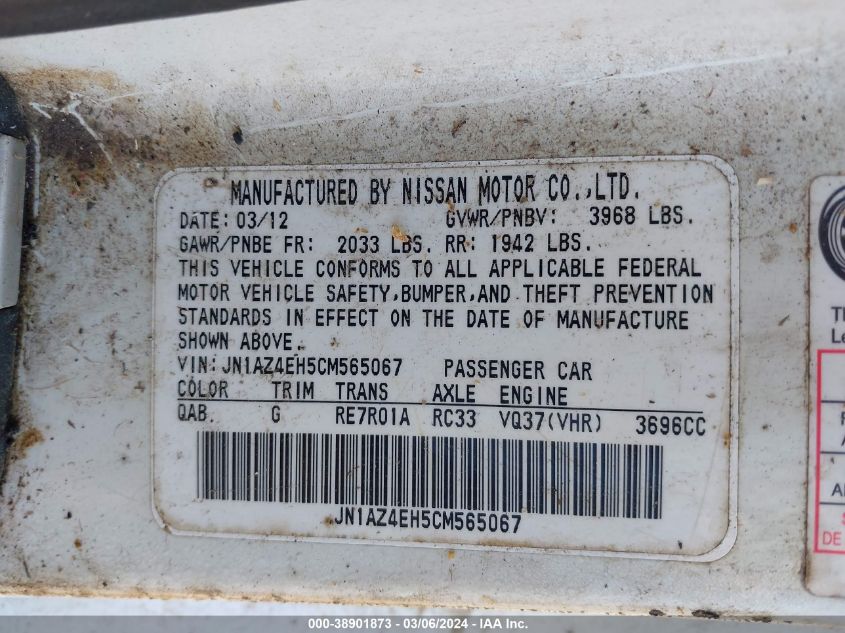 MANUFACTURED BY NISSAN MOTOR CO.,LTD.
DATE: 03/12 GVWR/PNBV: 3968 LBS.
GAWR/PNBE FR: 2033 LBS. RR: 1942 LBS.
THIS VEHICLE CONFORMS TO ALL APPLICABLE FEDERAL
MOTOR VEHICLE SAFETY,BUMPER,AND THEFT PREVENTION
STANDARDS IN EFFECT ON THE DATE OF MANUFACTURE
SHOWN ABOVE.
VIN: JN1AZ4EH5CM565067 PASSENGER CAR
COLOR TRIM TRANS AXLE ENGINE
QAB G RE7R01A RC33 VQ37(VHR) 3696CC
JN1AZ4EH5CM565067
DE
000-38901873 - 03/06/2024 - IAA Inc.